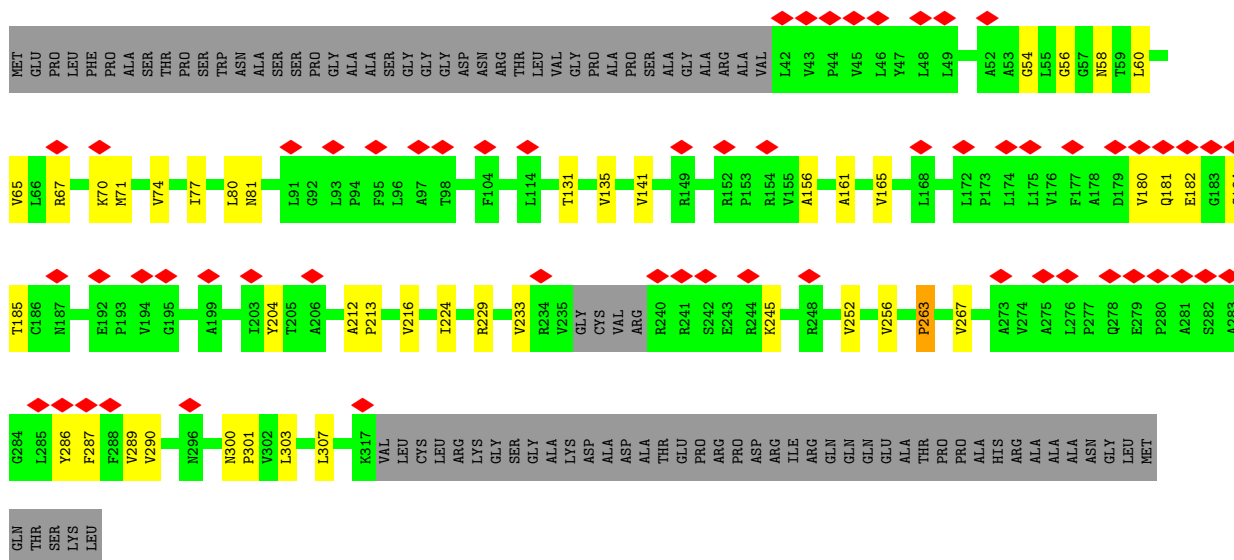 MET GLU PRO LEU PHE PRO ALA SER THR PRO SER TRP ASN ALA SER SER PRO GLY ALA ALA SER GLY GLY GLY ASP ASN ARG THR LEU VAL GLY PRO ALA PRO SER ALA GLY ALA ARG ALA VAL L42 V43 P44 V45 L46 Y47 L48 L49 A52 A53 G54 L55 G56 G57 N58 T59 L60
V65 L66 R67 K70 M71 V74 I77 L80 N81 L91 G92 L93 P94 F95 L96 A97 T98 F104 L114 T131 V135 V141 R149 R152 P153 R154 V155 A156 A161 V165 L168 L172 P173 L174 L175 V176 F177 A178 D179 V180 Q181 E182 G183
T185 C186 N187 E192 P193 V194 G195 A199 I203 Y204 T205 A206 A212 P213 V216 I224 R229 V233 R234 V235 GLY CYS VAL ARG R240 R241 S242 E243 R244 K245 R248 V252 V256 P263 V267 A273 V274 A275 L276 P277 Q278 E279 P280 A281 S282 A283
G284 L285 Y286 F287 F288 V289 V290 N296 N300 P301 V302 L303 L307 K317 VAL LEU CYS LEU ARG LYS GLY SER GLY ALA LYS ASP ALA ASP ALA THR GLU PRO ARG PRO ASP ARG ILE ARG GLN GLN GLN GLU ALA THR PRO PRO ALA HIS ARG ALA ALA ALA ASN GLY LEU MET
GLN THR SER LYS LEU